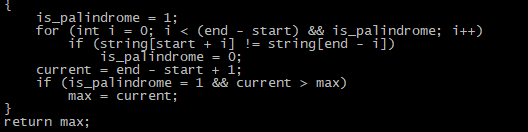 {
is_palindrome = 1;
for (int i = 0; i < (end - start) && is_palindrome; i++)
if (string[start + i] != string[end - i])
is_palindrome = 0;
current = end - start + 1;
if (is_palindrome = 1 && current > max)
max = current;
}
return max;